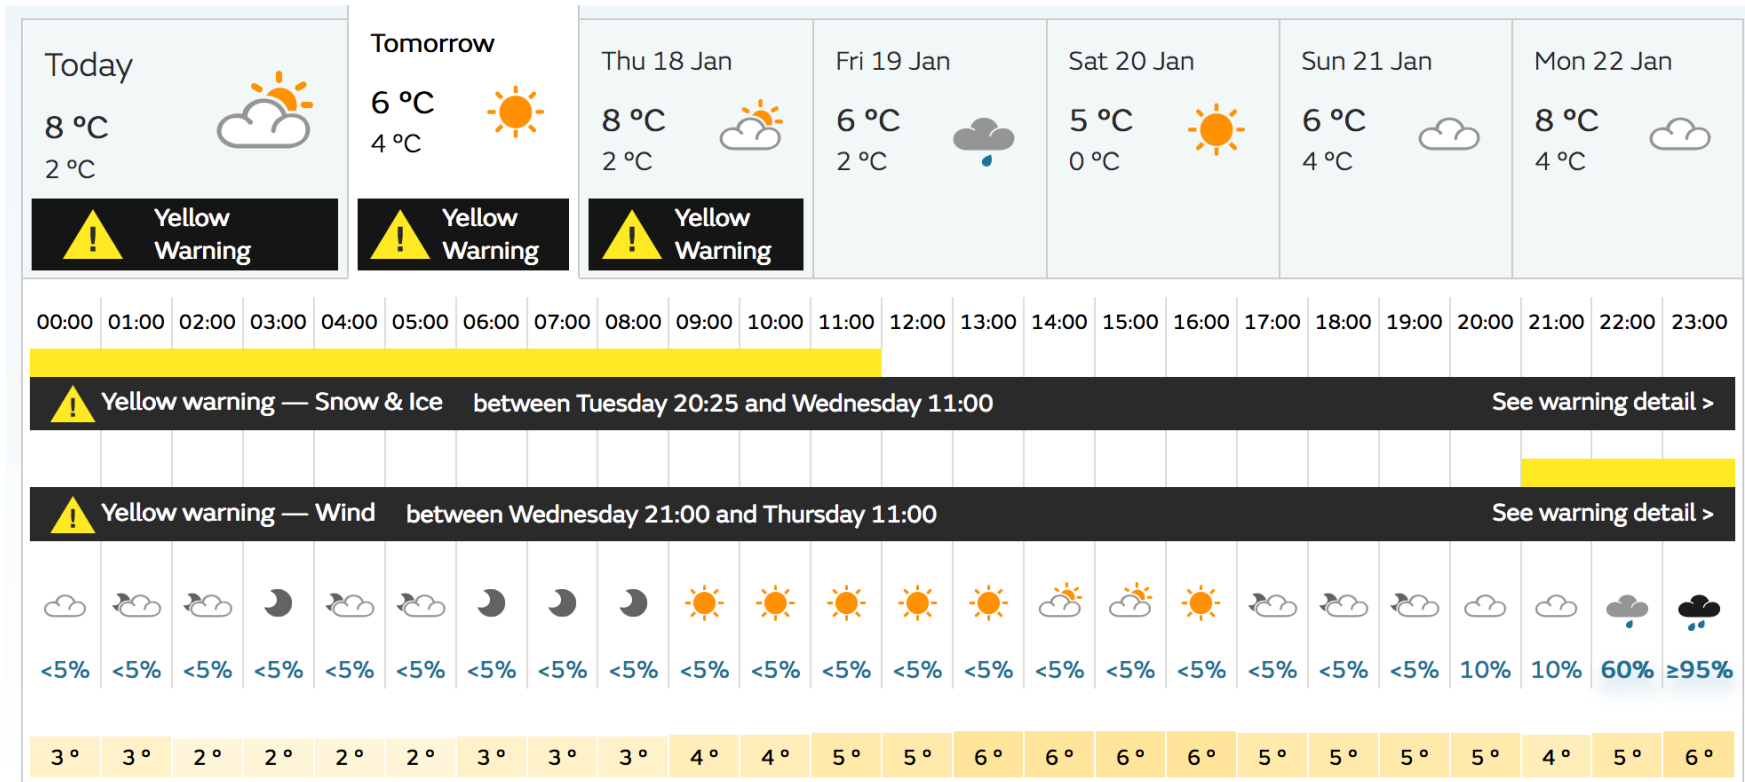 Today
8 °C
2 °C
Yellow
Warning
Tomorrow
6 °C
4 °C
Yellow
Warning
Thu 18 Jan
8 °C
2 °C
Yellow
Warning
Fri 19 Jan
6 °C
2 °C
Sat 20 Jan
5 °C
0 °C
Sun 21 Jan
6 °C
4 °C
Mon 22 Jan
8 °C
4 °C
00:00 01:00 02:00 03:00 04:00 05:00 06:00 07:00 08:00 09:00 10:00 11:00 12:00 13:00 14:00 15:00 16:00 17:00 18:00 19:00 20:00 21:00 22:00 23:00
Yellow warning — Snow & Ice between Tuesday 20:25 and Wednesday 11:00 See warning detail >
Yellow warning — Wind between Wednesday 21:00 and Thursday 11:00 See warning detail >
<5% <5% <5% <5% <5% <5% <5% <5% <5% <5% <5% <5% <5% <5% <5% <5% <5% <5% <5% <5% 10% 10% 60% ≥95%
3° 3° 2° 2° 2° 2° 3° 3° 3° 4° 4° 5° 5° 6° 6° 6° 6° 5° 5° 5° 5° 4° 5° 6°